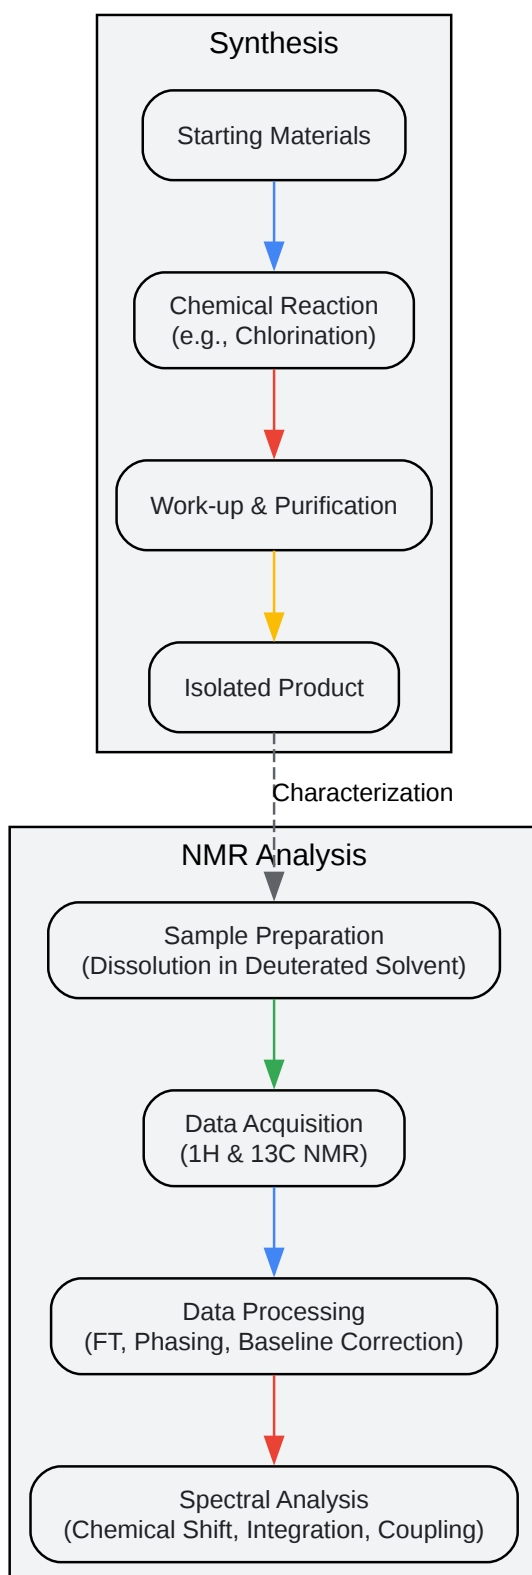 Synthesis
Starting Materials
Chemical Reaction
(e.g., Chlorination)
Work-up & Purification
Isolated Product
Characterization
NMR Analysis
Sample Preparation
(Dissolution in Deuterated Solvent)
Data Acquisition
(1H & 13C NMR)
Data Processing
(FT, Phasing, Baseline Correction)
Spectral Analysis
(Chemical Shift, Integration, Coupling)